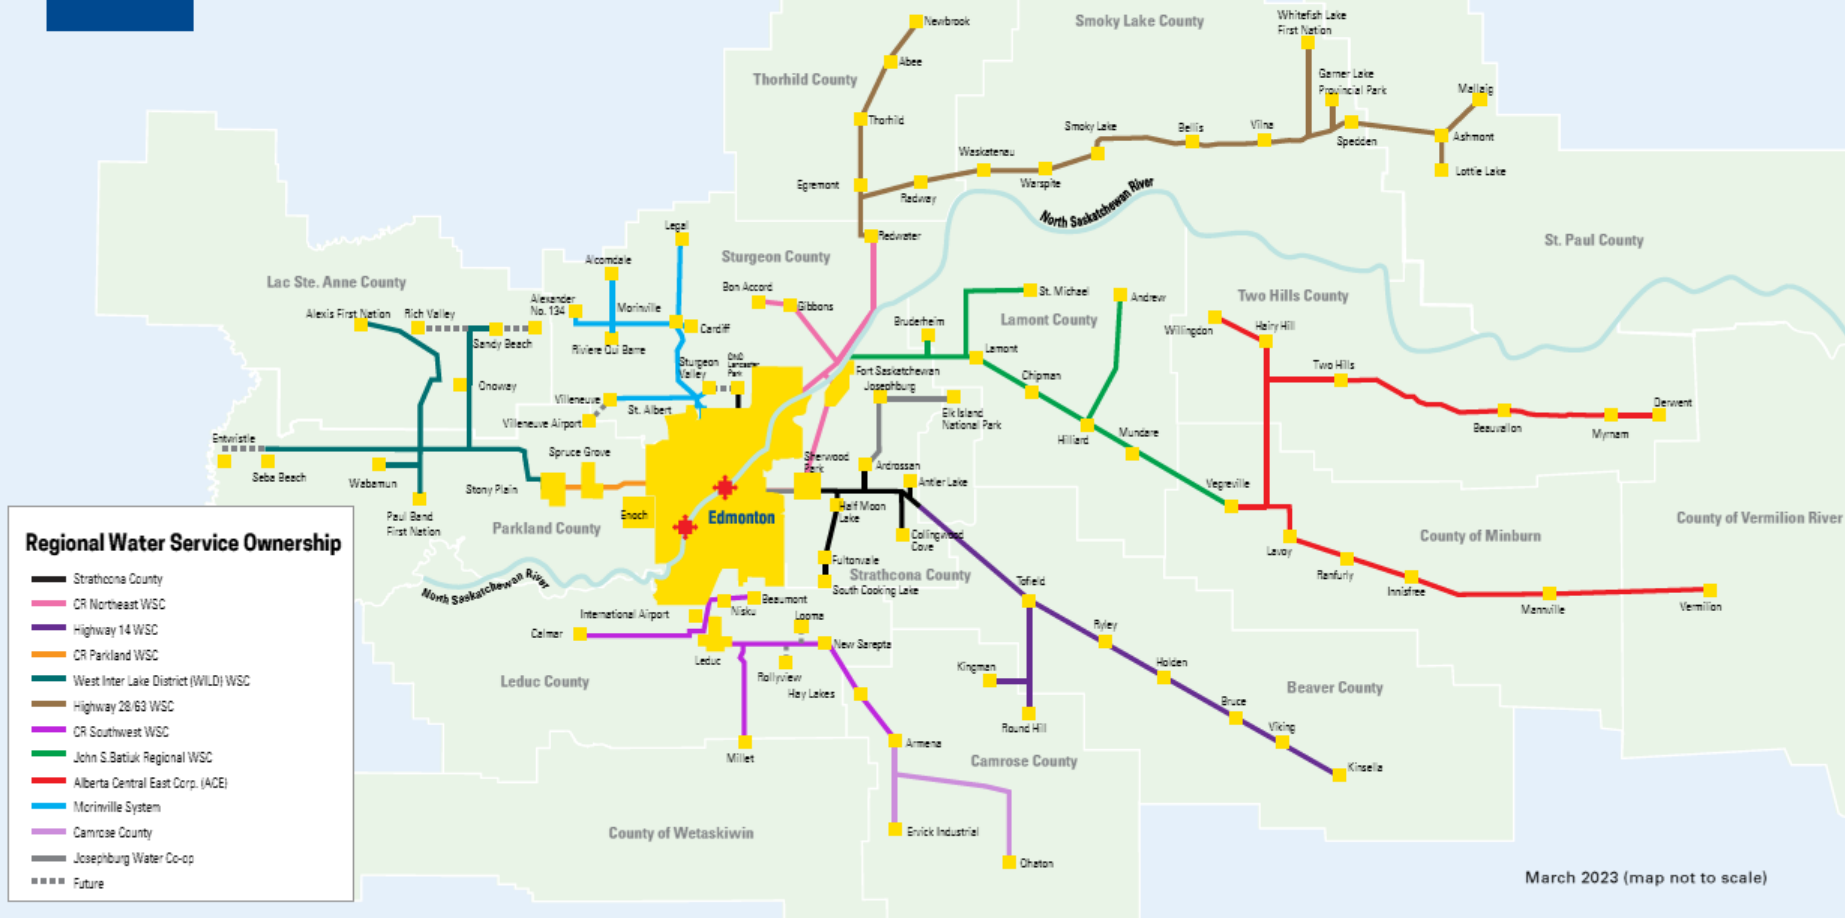 Newbrook
Smoky Lake County
Whitefish Lake
First Nation
Abee
Thorhild County
Garner Lake
Provincial Park
Mallaig
Thorhild
Smoky Lake
Bellis
Vilna
Spedden
Ashmont
Waskatenau
Lottie Lake
Egremont
Radway
Warspite
North Saskatchewan River
Legal
Redwater
St. Paul County
Sturgeon County
Alcomdale
Lac Ste. Anne County
Bon Accord
Gibbons
St. Michael
Andrew
Two Hills County
Alexander
No. 134
Morinville
Alexis First Nation
Rich Valley
Cardiff
Bruderheim
Lamont County
Willingdon
Hairy Hill
Sandy Beach
Riviere Qui Barre
Lamont
Sturgeon
Valley
DND
Lancaster
Park
Fort Saskatchewan
Chipman
Two Hills
Onoway
Josephburg
Villeneuve
St. Albert
Elk Island
National Park
Derwent
Villeneuve Airport
Hilliard
Mundare
Beauvallon
Myrnam
Entwistle
Spruce Grove
Sherwood
Park
Ardrossan
Seba Beach
Wabamun
Stony Plain
Antler Lake
Vegreville
Paul Band
First Nation
Parkland County
Enoch
Edmonton
Half Moon
Lake
Collingwood
Cove
County of Minburn
County of Vermilion River
Lavoy
Fultonvale
Strathcona County
South Cooking Lake
Tofield
Ranfurly
Innisfree
Mannville
Vermilion
North Saskatchewan River
International Airport
Nisku
Beaumont
Looma
Calmar
Leduc
New Sarepta
Ryley
Rollyview
Hay Lakes
Kingman
Holden
Leduc County
Beaver County
Bruce
Round Hill
Viking
Millet
Armena
Camrose County
Kinsella
County of Wetaskiwin
Ervick Industrial
Ohaton
Regional Water Service Ownership
Strathcona County
CR Northeast WSC
Highway 14 WSC
CR Parkland WSC
West Inter Lake District (WILD) WSC
Highway 28/63 WSC
CR Southwest WSC
John S.Batiuk Regional WSC
Alberta Central East Corp. (ACE)
Morinville System
Camrose County
Josephburg Water Co-op
Future
March 2023 (map not to scale)